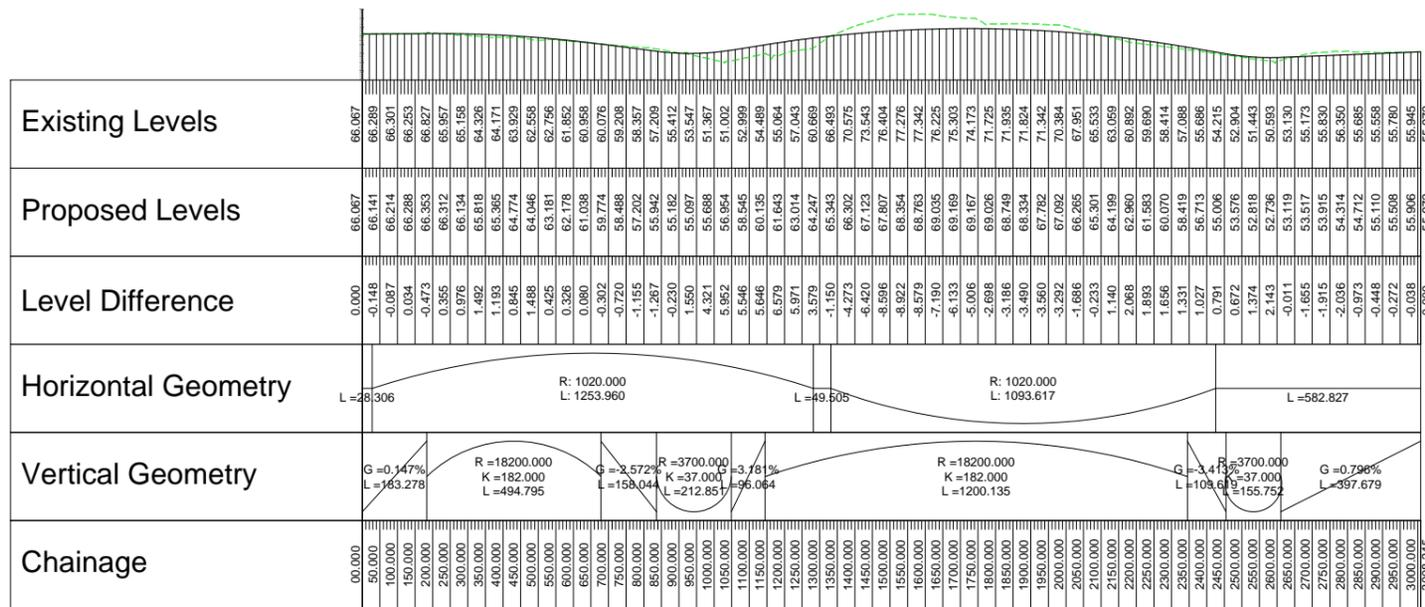 Existing Levels
66.067 66.289 66.301 66.253 66.827 65.957 65.158 64.326 64.171 63.929 62.558 62.756 61.852 60.958 60.076 59.208 58.357 57.209 55.412 53.547 51.367 51.002 52.999 54.489 55.064 57.043 60.669 66.493 70.575 73.543 76.404 77.276 77.342 76.225 75.303 74.173 71.725 71.935 71.824 71.342 70.384 67.951 65.533 63.059 60.892 59.690 58.414 57.088 55.686 54.215 52.904 51.443 50.593 53.130 55.173 55.830 56.350 55.685 55.558 55.780 55.945
Proposed Levels
66.067 66.141 66.214 66.288 66.353 66.312 66.134 65.818 65.365 64.774 64.046 63.181 62.178 61.038 59.774 58.488 57.202 55.942 55.182 55.097 55.688 56.954 58.545 60.135 61.643 63.014 64.247 65.343 66.302 67.123 67.807 68.354 68.763 69.035 69.169 69.167 69.026 68.749 68.334 67.782 67.092 66.265 65.301 64.199 62.960 61.583 60.070 58.419 56.713 55.006 53.576 52.818 52.736 53.119 53.517 53.915 54.314 54.712 55.110 55.508 55.906
Level Difference
0.000 -0.148 -0.087 0.034 -0.473 0.355 0.976 1.492 1.193 0.845 1.488 0.425 0.326 0.080 -0.302 -0.720 -1.155 -1.267 -0.230 1.550 4.321 5.952 5.546 5.646 6.579 5.971 3.579 -1.150 -4.273 -6.420 -8.596 -8.922 -8.579 -7.190 -6.133 -5.006 -2.698 -3.186 -3.490 -3.560 -3.292 -1.686 -0.233 1.140 2.068 1.893 1.656 1.331 1.027 0.791 0.672 1.374 2.143 -0.011 -1.655 -1.915 -2.036 -0.973 -0.448 -0.272 -0.038
Horizontal Geometry
L =28.306
R: 1020.000
L: 1253.960
L =49.505
R: 1020.000
L: 1093.617
L =582.827
Vertical Geometry
G =0.147%
L =183.278
R =18200.000
K =182.000
L =494.795
G =-2.572%
L =158.044
R =3700.000
K =37.000
L =212.851
G =3.181%
L =96.064
R =18200.000
K =182.000
L =1200.135
G =-3.413%
L =109.619
R =3700.000
K =37.000
L =155.752
G =0.796%
L =397.679
Chainage
00.000 50.000 100.000 150.000 200.000 250.000 300.000 350.000 400.000 450.000 500.000 550.000 600.000 650.000 700.000 750.000 800.000 850.000 900.000 950.000 1000.000 1050.000 1100.000 1150.000 1200.000 1250.000 1300.000 1350.000 1400.000 1450.000 1500.000 1550.000 1600.000 1650.000 1700.000 1750.000 1800.000 1850.000 1900.000 1950.000 2000.000 2050.000 2100.000 2150.000 2200.000 2250.000 2300.000 2350.000 2400.000 2450.000 2500.000 2550.000 2600.000 2650.000 2700.000 2750.000 2800.000 2850.000 2900.000 2950.000 3000.000